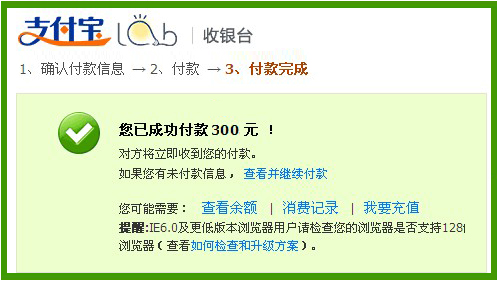 支付宝 Lab | 收银台
1、确认付款信息 → 2、付款 → 3、付款完成
您已成功付款 300 元 ！
对方将立即收到您的付款。
如果您有未付款信息， 查看并继续付款
您可能需要： 查看余额 | 消费记录 | 我要充值
提醒:IE6.0及更低版本浏览器用户请检查您的浏览器是否支持128
浏览器（查看如何检查和升级方案）。